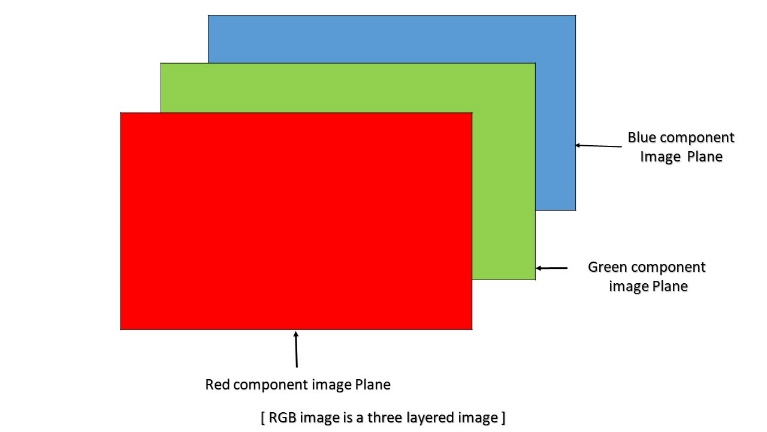 Blue component
Image Plane
Green component
image Plane
Red component image Plane
[ RGB image is a three layered image ]